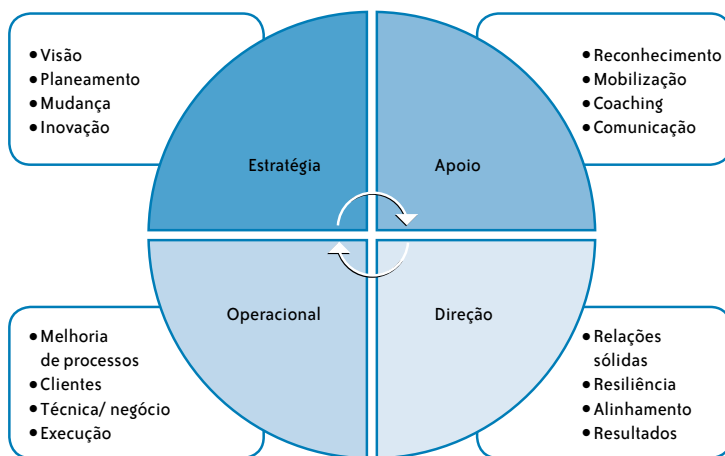 • Visão
• Planeamento
• Mudança
• Inovação
• Reconhecimento
• Mobilização
• Coaching
• Comunicação
Estratégia
Apoio
Operacional
Direção
• Melhoria
de processos
• Clientes
• Técnica/ negócio
• Execução
• Relações
sólidas
• Resiliência
• Alinhamento
• Resultados